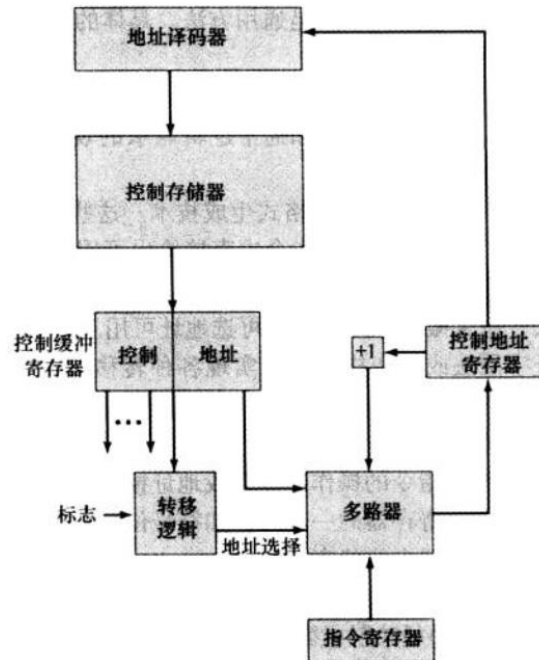 地址译码器
控制存储器
控制缓冲
寄存器
控制
地址
+1
控制地址
寄存器
标志
转移
逻辑
地址选择
多路器
指令寄存器